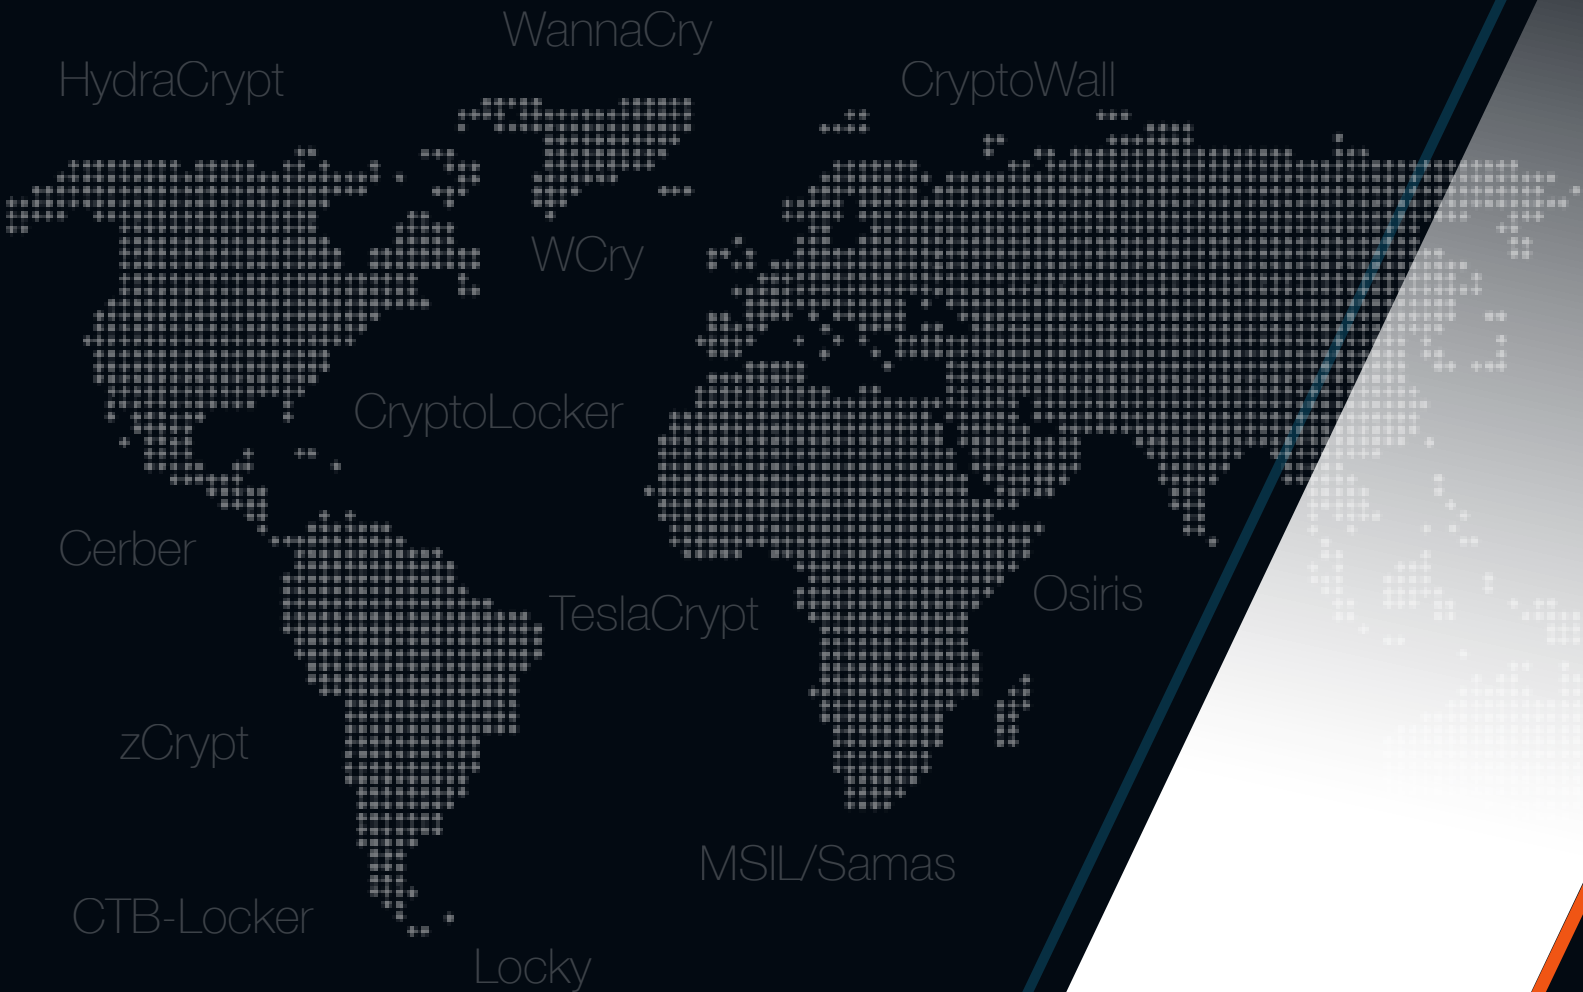 WannaCry
HydraCrypt
CryptoWall
WCry
CryptoLocker
Cerber
Osiris
TeslaCrypt
zCrypt
MSIL/Samas
CTB-Locker
Locky